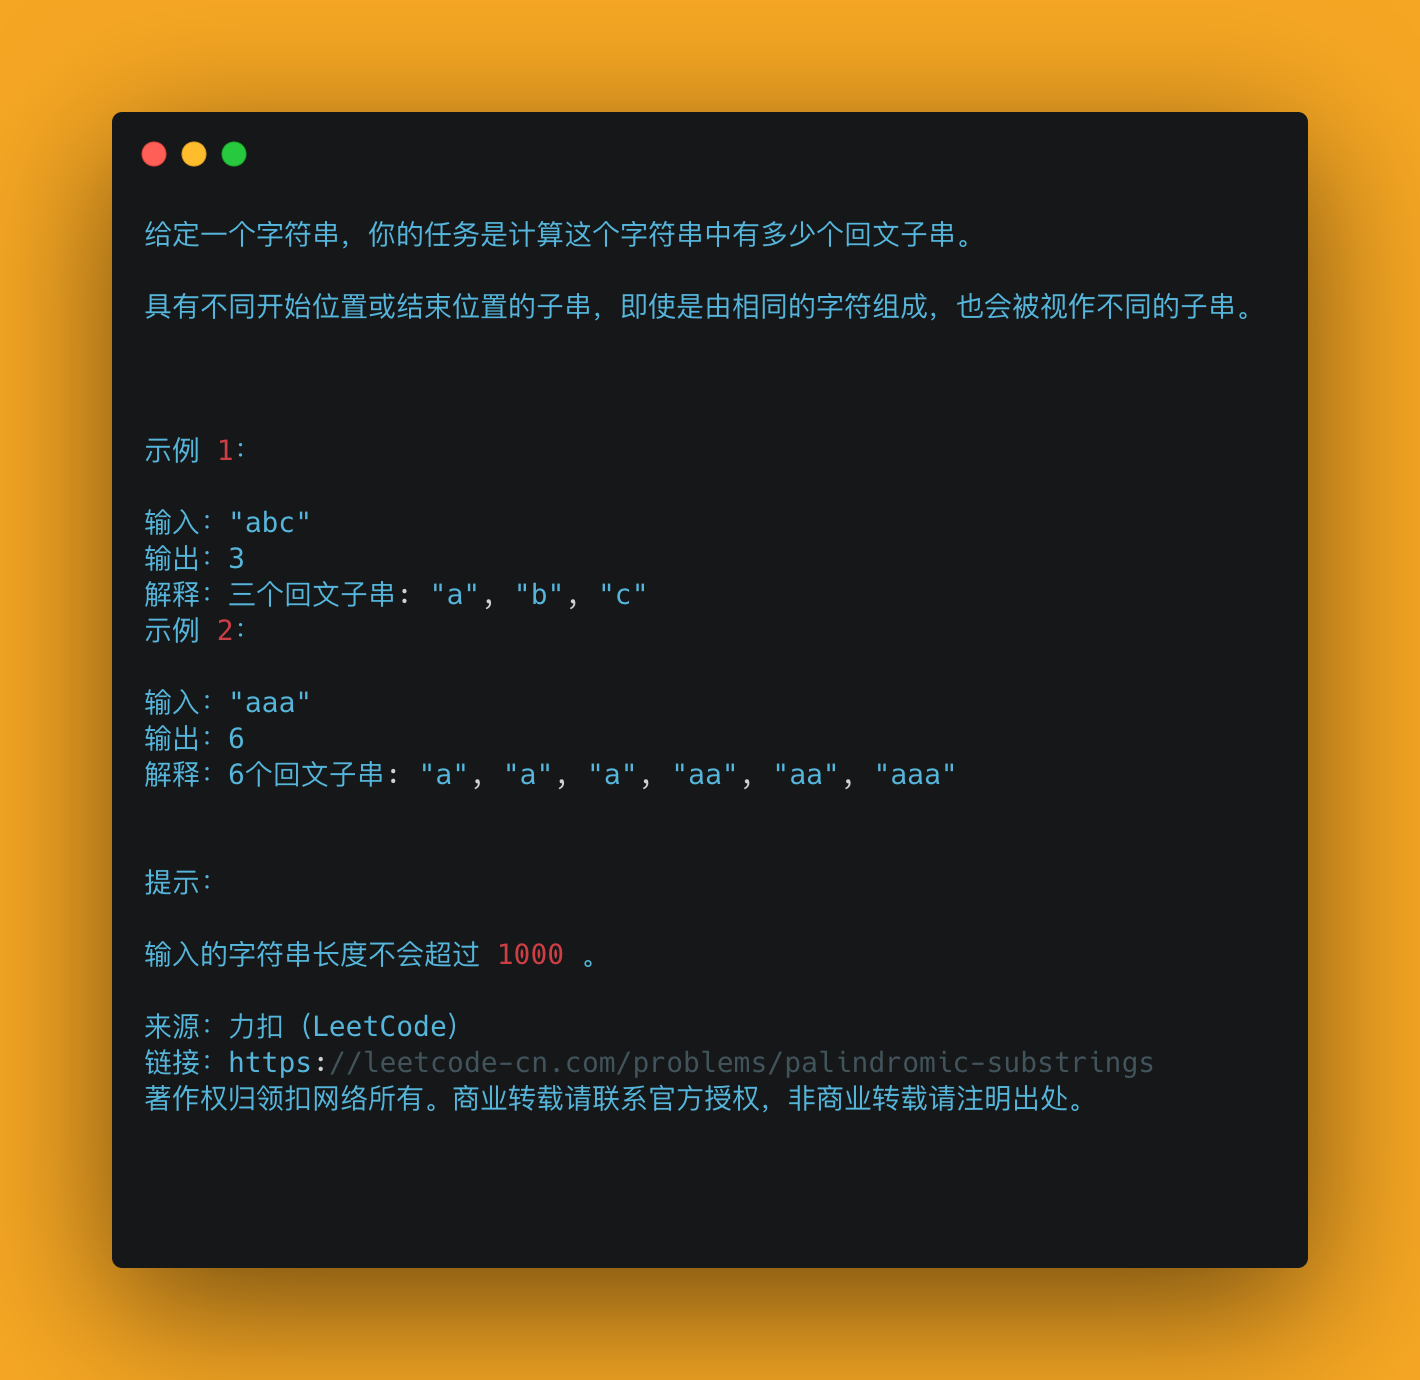 给定一个字符串，你的任务是计算这个字符串中有多少个回文子串。
具有不同开始位置或结束位置的子串，即使是由相同的字符组成，也会被视作不同的子串。
示例 1：
输入："abc"
输出：3
解释：三个回文子串: "a", "b", "c"
示例 2：
输入："aaa"
输出：6
解释：6个回文子串: "a", "a", "a", "aa", "aa", "aaa"
提示：
输入的字符串长度不会超过 1000 。
来源：力扣（LeetCode）
链接：https://leetcode-cn.com/problems/palindromic-substrings
著作权归领扣网络所有。商业转载请联系官方授权，非商业转载请注明出处。